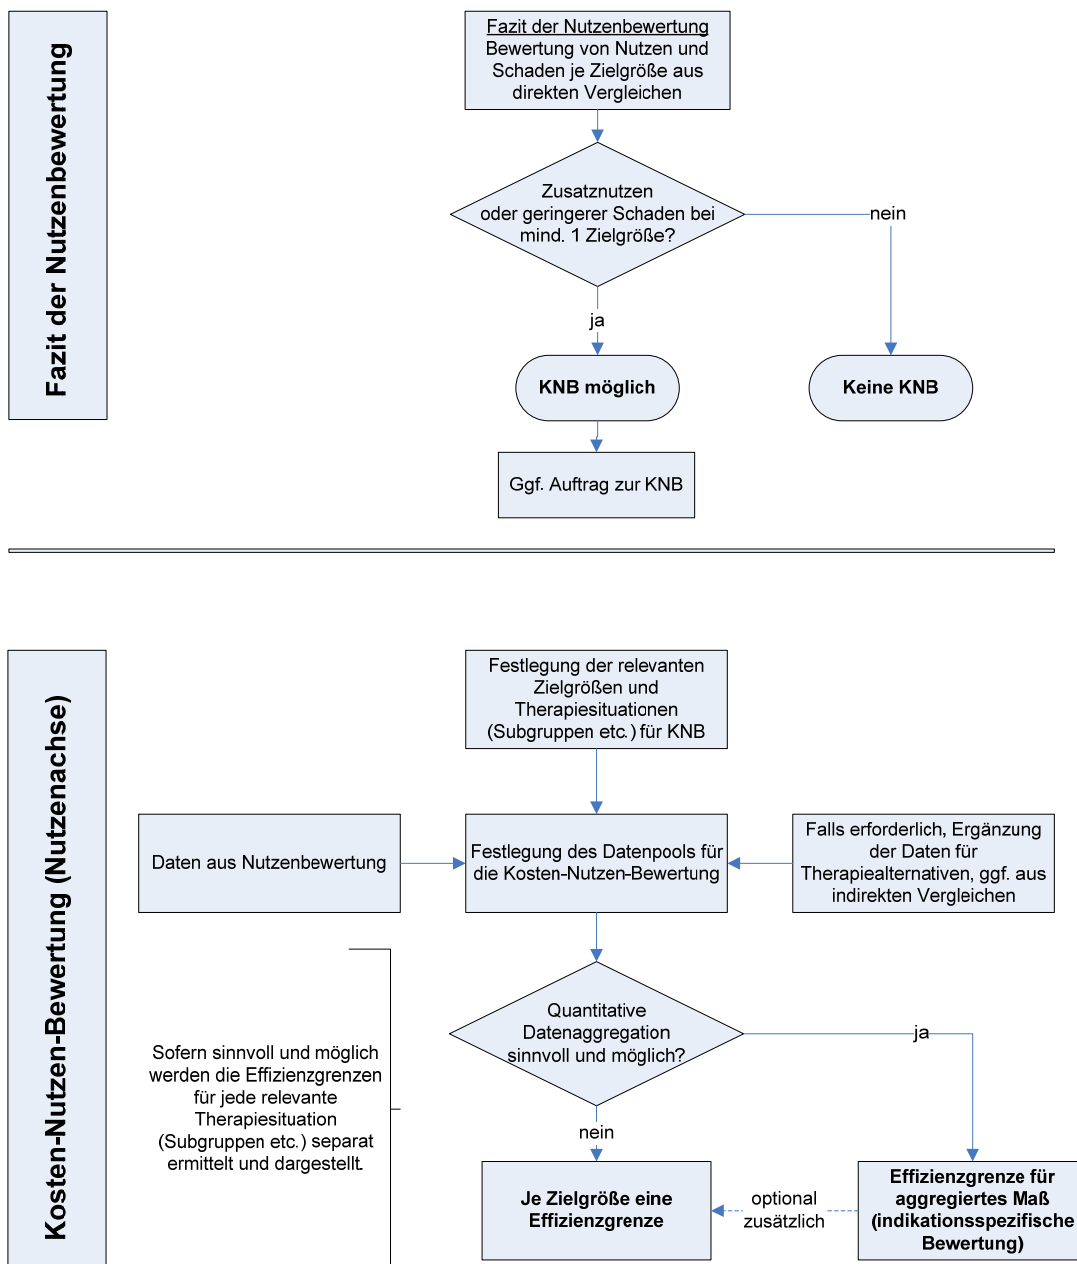 Fazit der Nutzenbewertung
Fazit der Nutzenbewertung
Bewertung von Nutzen und
Schaden je Zielgröße aus
direkten Vergleichen
Zusatznutzen
oder geringerer Schaden bei
mind. 1 Zielgröße?
nein
ja
KNB möglich
Keine KNB
Ggf. Auftrag zur KNB
Kosten-Nutzen-Bewertung (Nutzenachse)
Festlegung der relevanten
Zielgrößen und
Therapiesituationen
(Subgruppen etc.) für KNB
Daten aus Nutzenbewertung
Festlegung des Datenpools für
die Kosten-Nutzen-Bewertung
Falls erforderlich, Ergänzung
der Daten für
Therapiealternativen, ggf. aus
indirekten Vergleichen
Quantitative
Datenaggregation
sinnvoll und möglich?
ja
nein
Sofern sinnvoll und möglich
werden die Effizienzgrenzen
für jede relevante
Therapiesituation
(Subgruppen etc.) separat
ermittelt und dargestellt.
Je Zielgröße eine
Effizienzgrenze
optional
zusätzlich
Effizienzgrenze für
aggregiertes Maß
(indikationsspezifische
Bewertung)